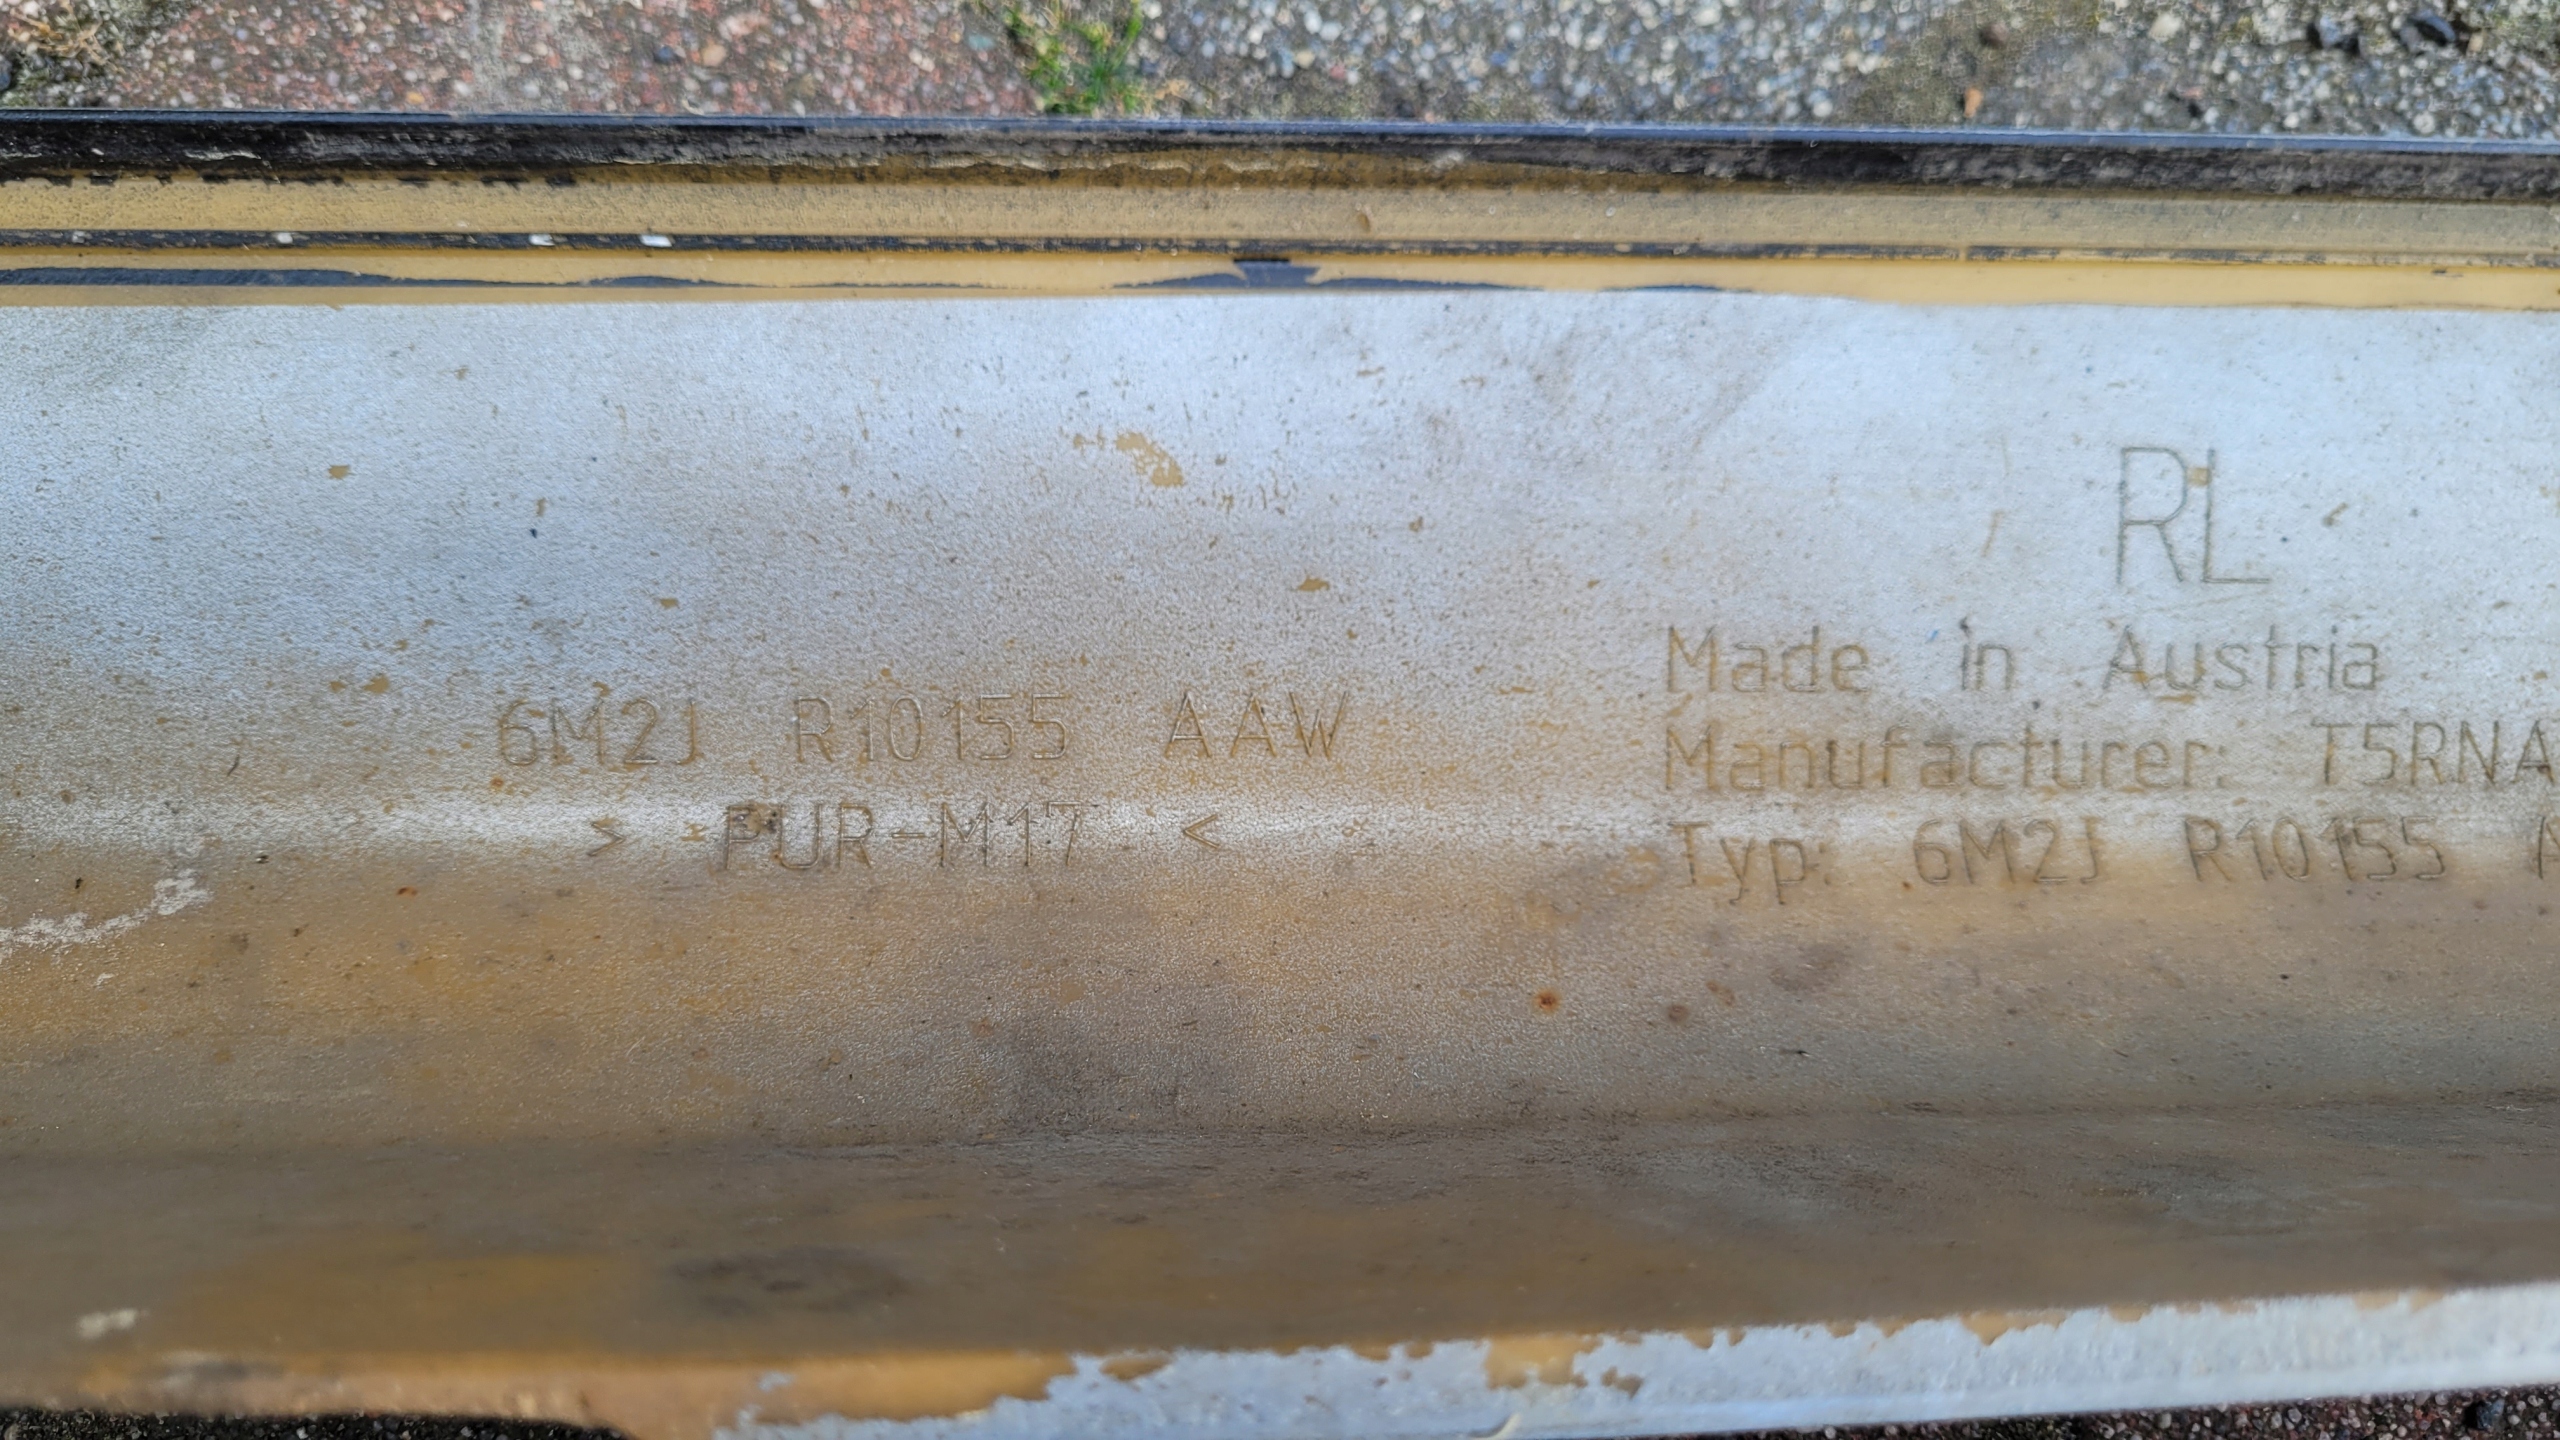 RL
Made in Austria
6M2J R10155 AAW
Manufacturer: T5RNA
> PUR-M17 <
Typ: 6M2J R10155